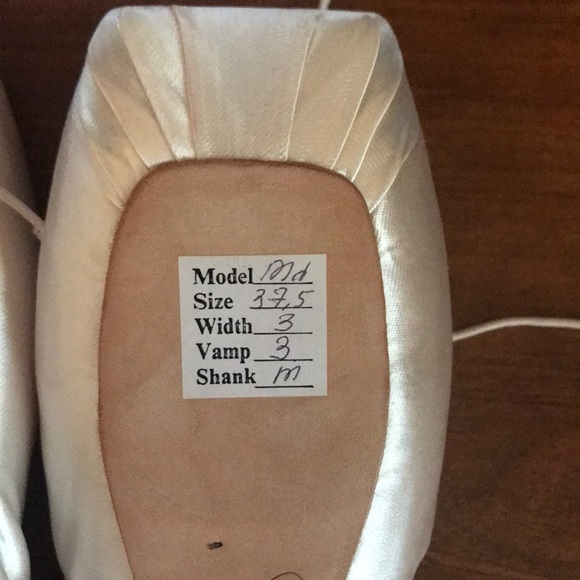 Model Md
Size 37,5
Width 3
Vamp 3
Shank m